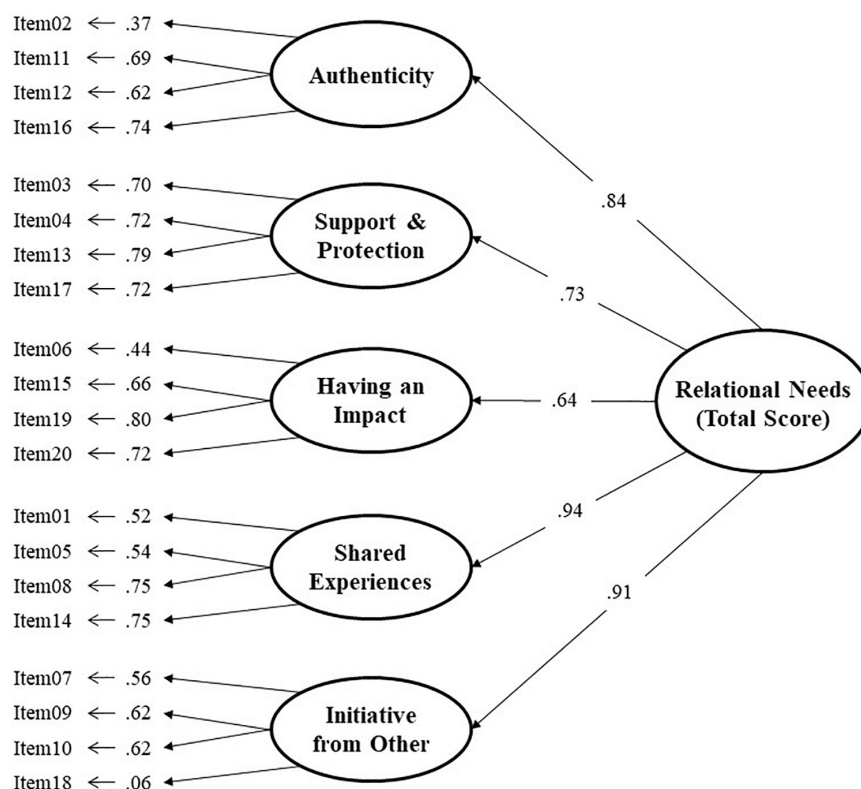 Item02 ← .37
Item11 ← .69
Item12 ← .62
Item16 ← .74
Authenticity
Item03 ← .70
Item04 ← .72
Item13 ← .79
Item17 ← .72
Support &
Protection
Item06 ← .44
Item15 ← .66
Item19 ← .80
Item20 ← .72
Having an
Impact
Item01 ← .52
Item05 ← .54
Item08 ← .75
Item14 ← .75
Shared
Experiences
Item07 ← .56
Item09 ← .62
Item10 ← .62
Item18 ← .06
Initiative
from Other
.84
.73
.64
.94
.91
Relational Needs
(Total Score)